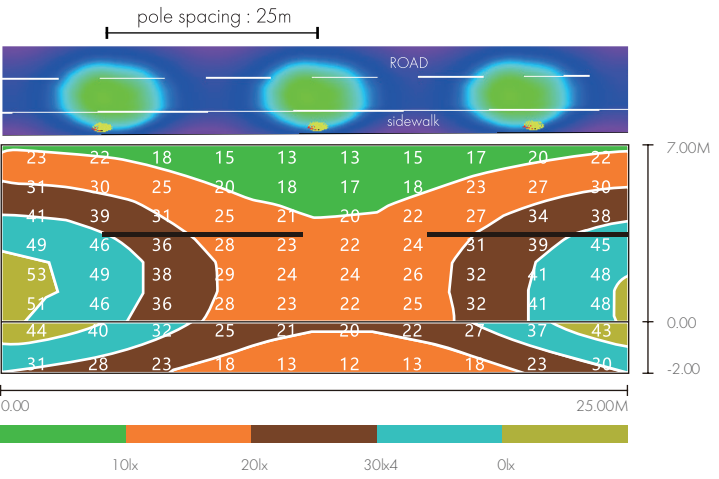 pole spacing : 25m
ROAD
sidewalk
23 22 18 15 13 13 15 17 20 22
7.00M
31 30 25 20 18 17 18 23 27 30
41 39 31 25 21 20 22 27 34 38
49 46 36 28 23 22 24 31 39 45
53 49 38 29 24 24 26 32 41 48
51 46 36 28 23 22 25 32 41 48
0.00
44 40 32 25 21 20 22 27 37 43
31 28 23 18 13 12 13 18 23 30
-2.00
0.00 25.00M
10lx 20lx 30lx4 0lx